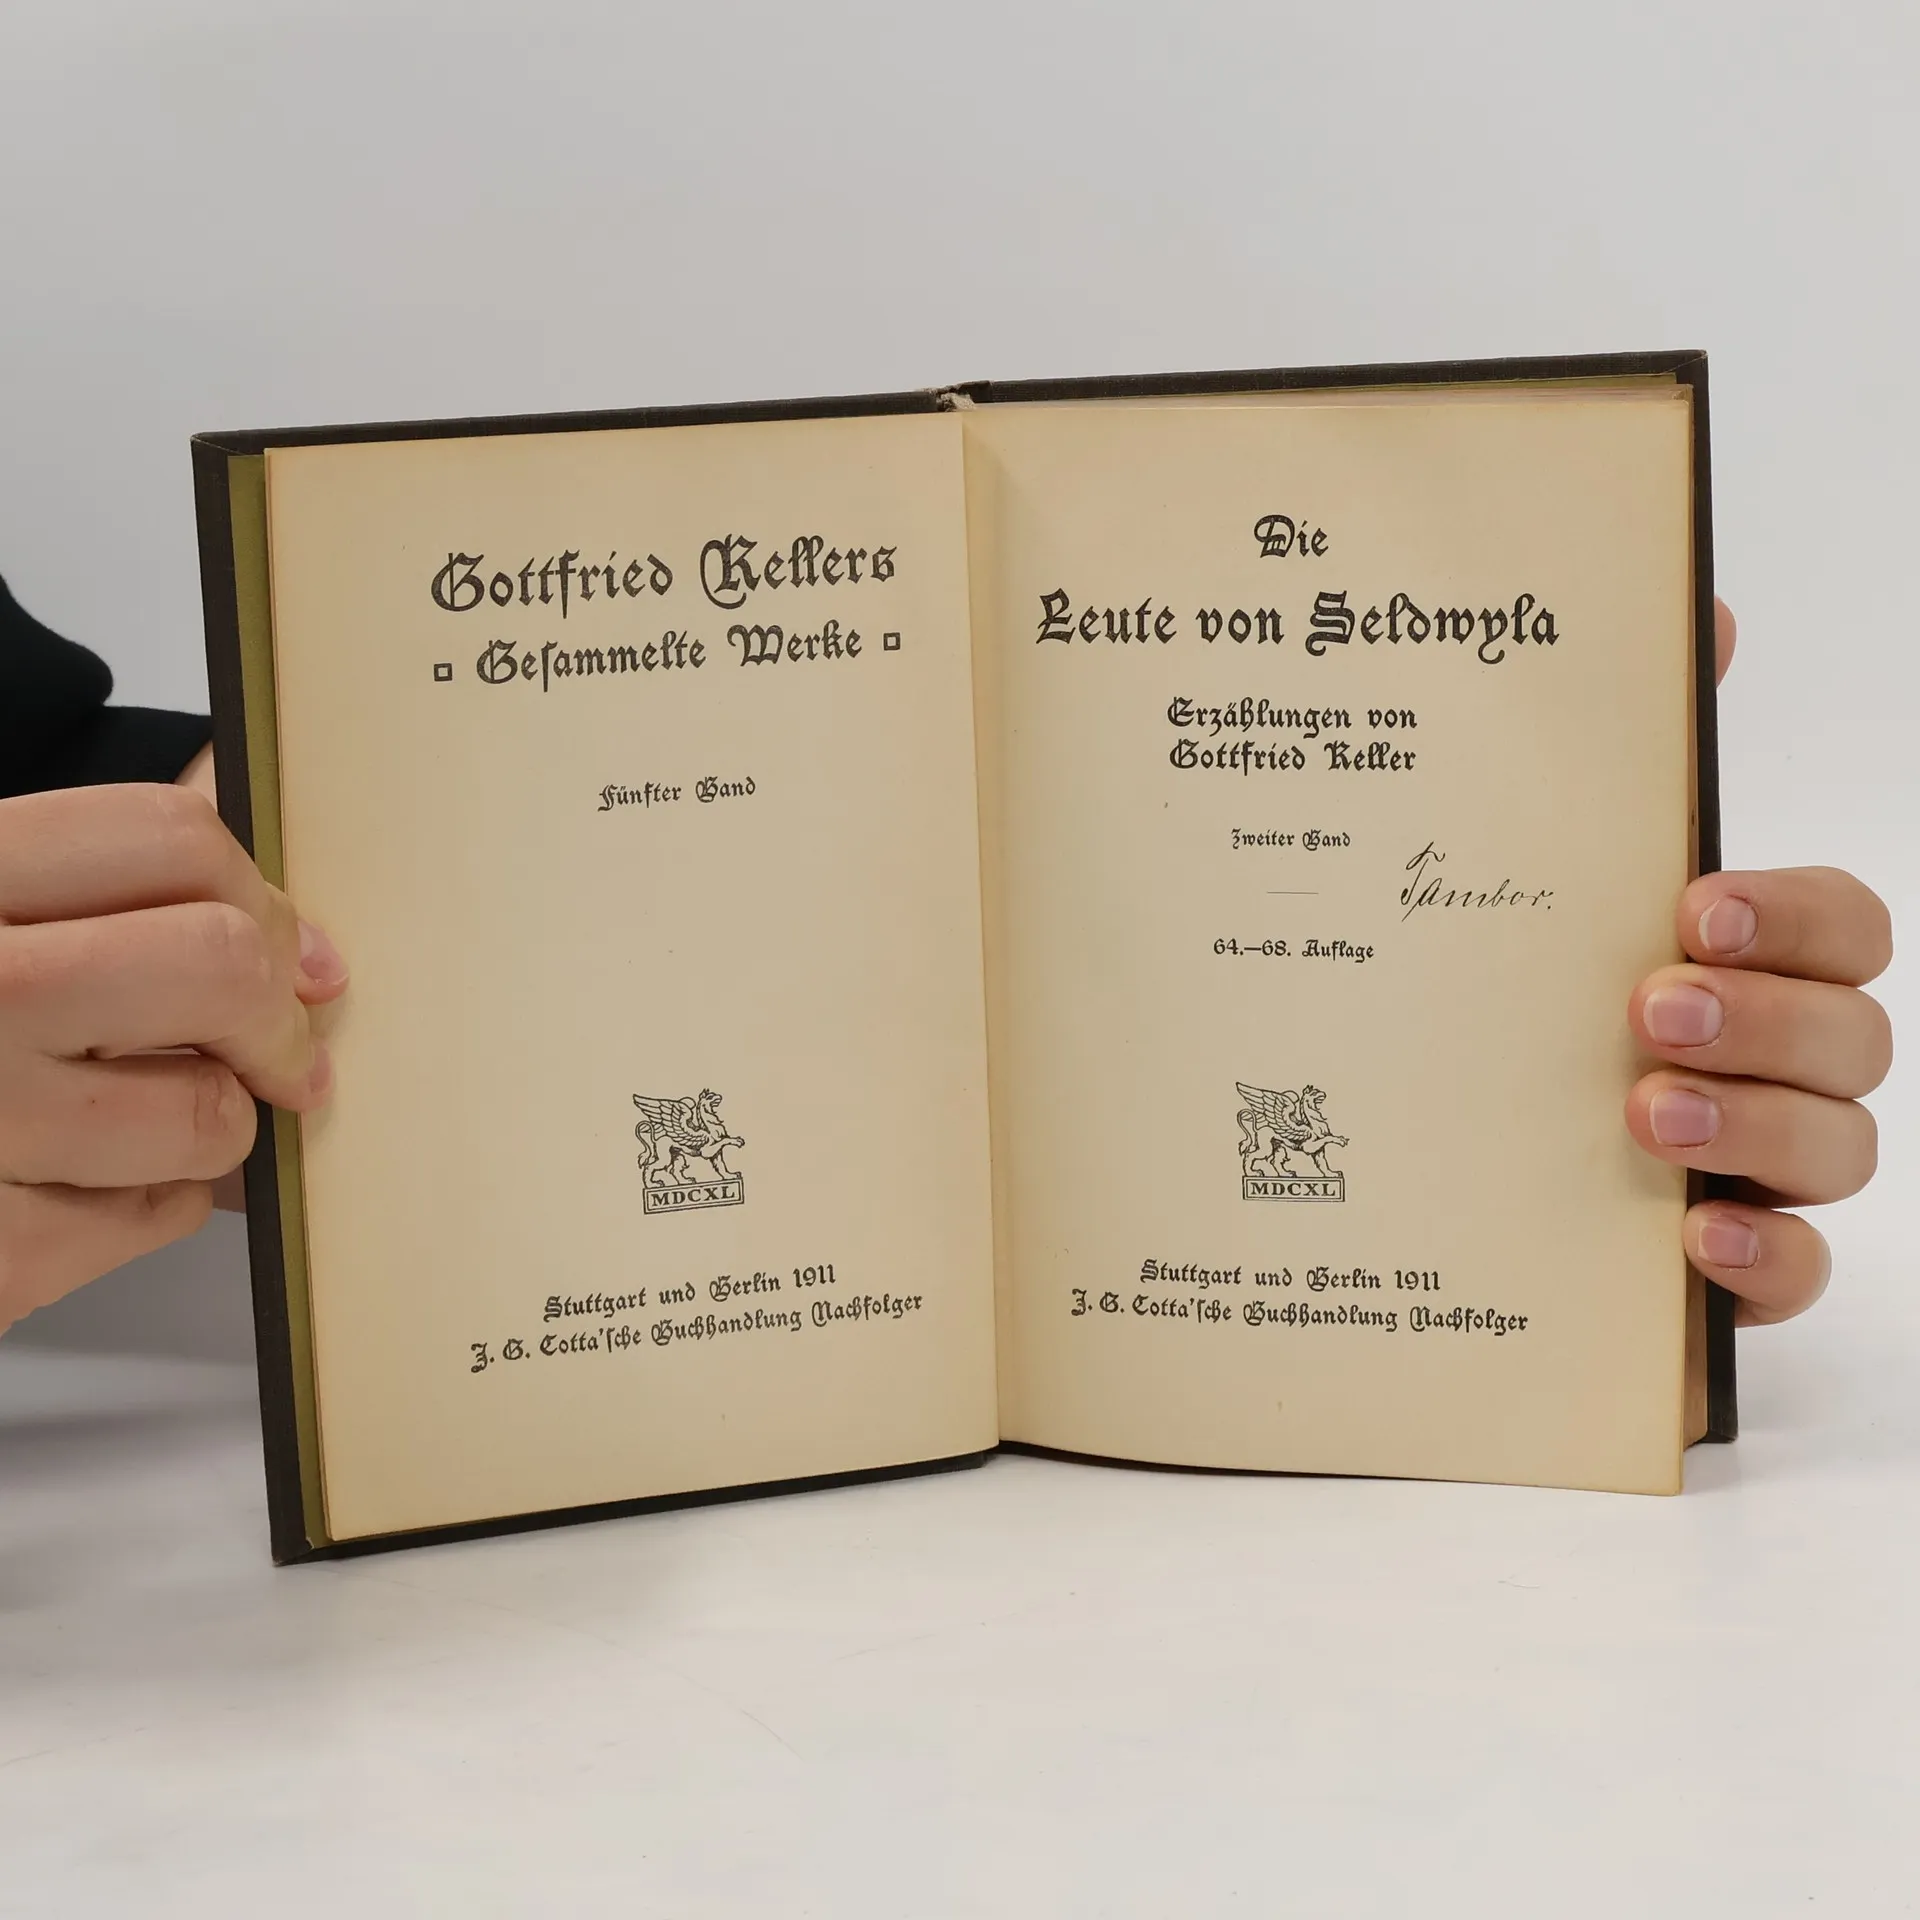 Gottfried Kellers
Gesammelte Werke
Fünfter Band
MDCXL
Stuttgart und Berlin 1911
J. G. Cotta'sche Buchhandlung Nachfolger
Die
Leute von Seldwyla
Erzählungen von
Gottfried Keller
Zweiter Band
Tambor.
64.—68. Auflage
MDCXL
Stuttgart und Berlin 1911
J. G. Cotta'sche Buchhandlung Nachfolger